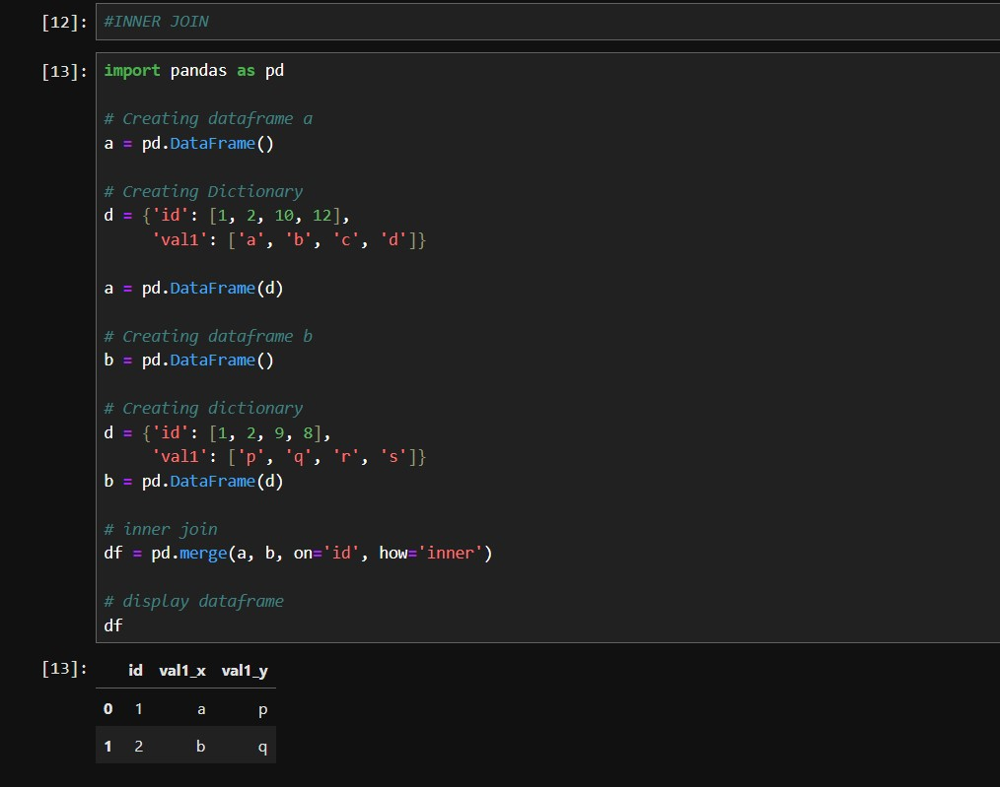 [12]: #INNER JOIN
[13]: import pandas as pd
# Creating dataframe a
a = pd.DataFrame()
# Creating Dictionary
d = {'id': [1, 2, 10, 12],
'val1': ['a', 'b', 'c', 'd']}
a = pd.DataFrame(d)
# Creating dataframe b
b = pd.DataFrame()
# Creating dictionary
d = {'id': [1, 2, 9, 8],
'val1': ['p', 'q', 'r', 's']}
b = pd.DataFrame(d)
# inner join
df = pd.merge(a, b, on='id', how='inner')
# display dataframe
df
[13]: id val1_x val1_y
0 1 a p
1 2 b q